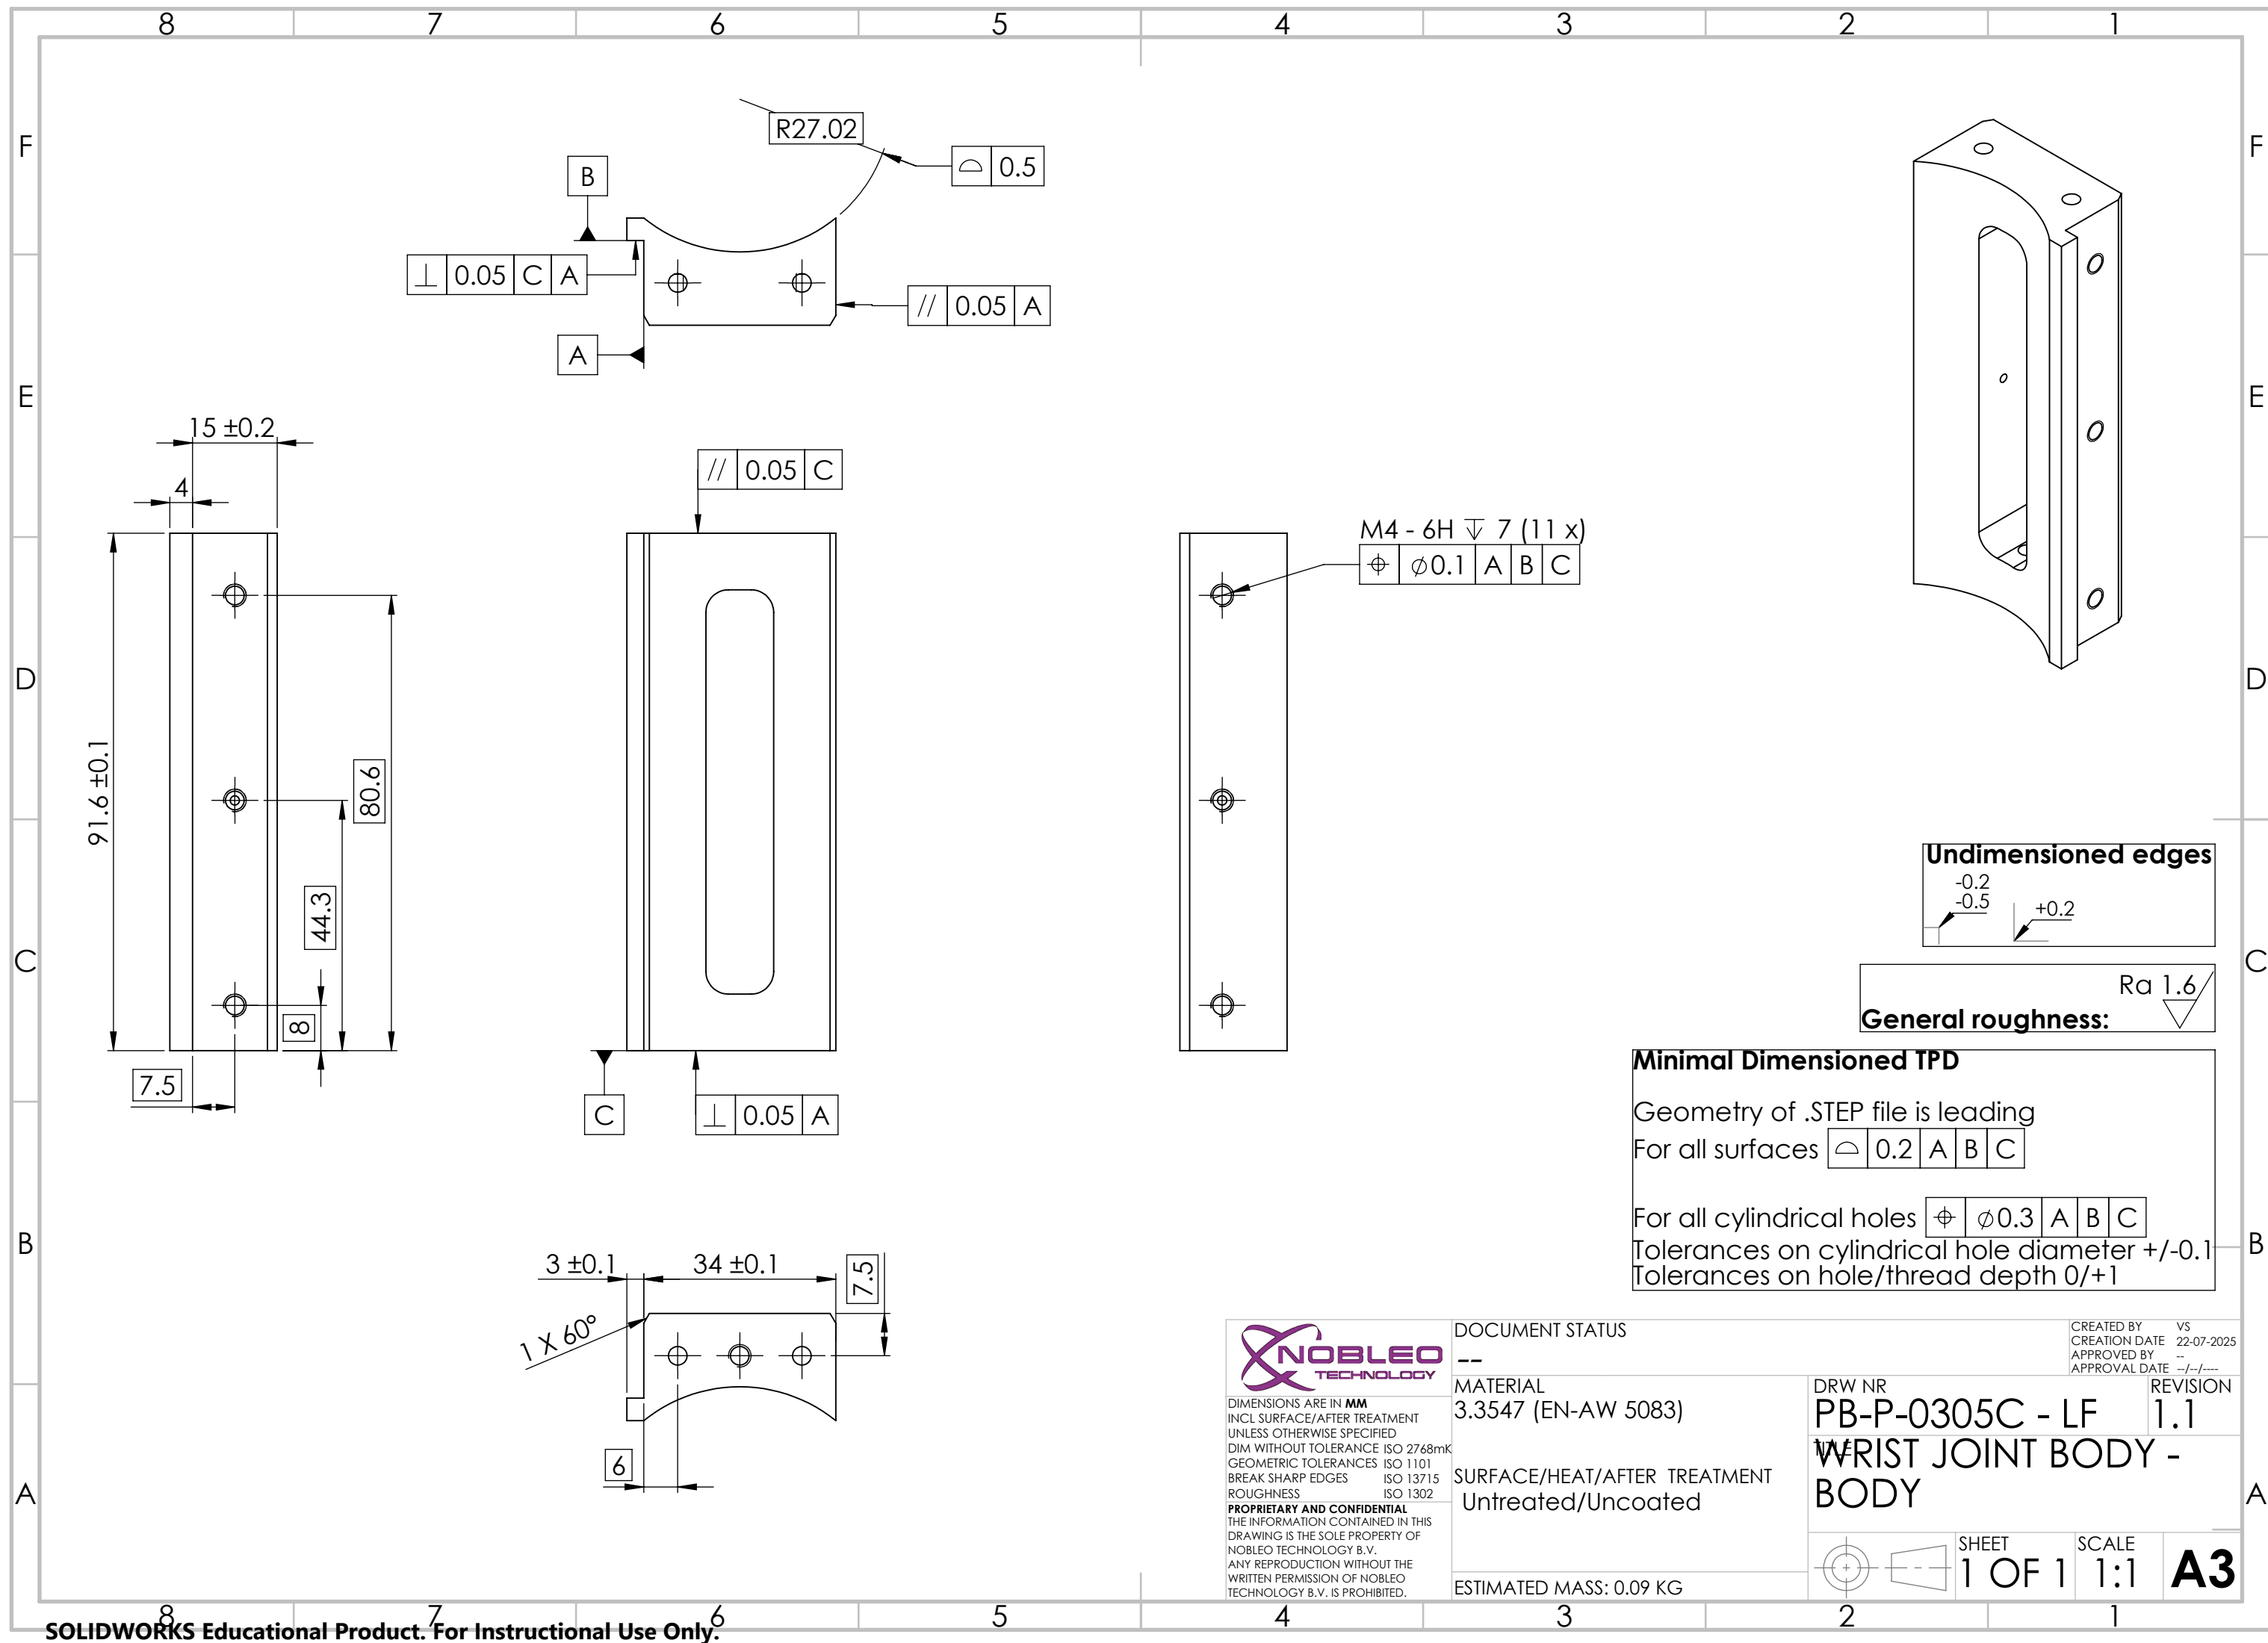 8 7 6 5 4 3 2 1
F F
E E
D D
C C
B B
A A
R27.02
⌓ 0.5
B
⊥ 0.05 C A
// 0.05 A
A
15 ±0.2
4
91.6 ±0.1
80.6
44.3
8
7.5
// 0.05 C
C
⊥ 0.05 A
M4 - 6H ↧ 7 (11 x)
⌖ ⌀0.1 A B C
3 ±0.1
34 ±0.1
7.5
1 X 60°
6
Undimensioned edges
-0.2
-0.5
+0.2
Ra 1.6
General roughness:
Minimal Dimensioned TPD
Geometry of .STEP file is leading
For all surfaces ⌓ 0.2 A B C
For all cylindrical holes ⌖ ⌀0.3 A B C
Tolerances on cylindrical hole diameter +/-0.1
Tolerances on hole/thread depth 0/+1
NOBLEO
TECHNOLOGY
DIMENSIONS ARE IN MM
INCL SURFACE/AFTER TREATMENT
UNLESS OTHERWISE SPECIFIED
DIM WITHOUT TOLERANCE ISO 2768mK
GEOMETRIC TOLERANCES ISO 1101
BREAK SHARP EDGES ISO 13715
ROUGHNESS ISO 1302
PROPRIETARY AND CONFIDENTIAL
THE INFORMATION CONTAINED IN THIS
DRAWING IS THE SOLE PROPERTY OF
NOBLEO TECHNOLOGY B.V.
ANY REPRODUCTION WITHOUT THE
WRITTEN PERMISSION OF NOBLEO
TECHNOLOGY B.V. IS PROHIBITED.
DOCUMENT STATUS
--
MATERIAL
3.3547 (EN-AW 5083)
SURFACE/HEAT/AFTER TREATMENT
Untreated/Uncoated
ESTIMATED MASS: 0.09 KG
CREATED BY VS
CREATION DATE 22-07-2025
APPROVED BY --
APPROVAL DATE --/--/----
DRW NR
PB-P-0305C - LF
REVISION
1.1
TITLE
WRIST JOINT BODY -
BODY
SHEET
1 OF 1
SCALE
1:1
A3
8 7 6 5 4 3 2 1
SOLIDWORKS Educational Product. For Instructional Use Only.